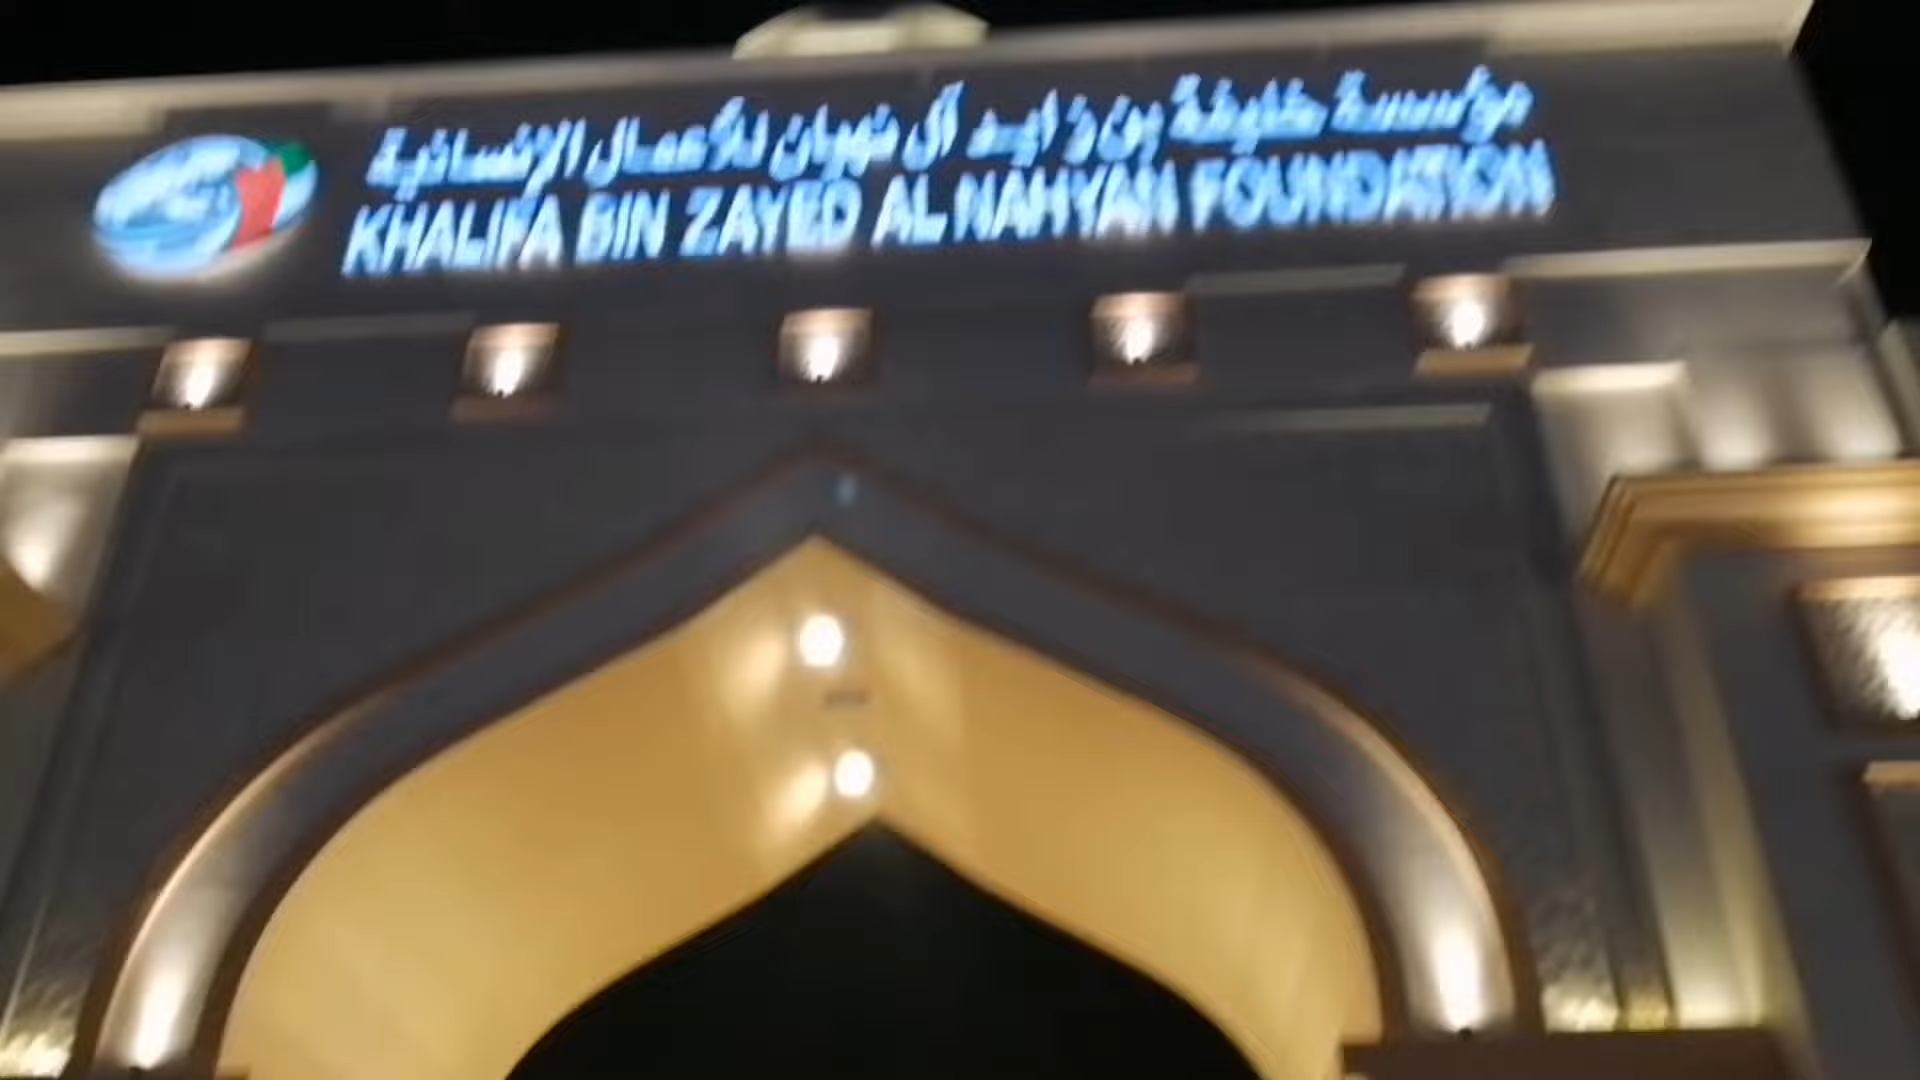 مؤسسة خليفة بن زايد آل نهيان للأعمال الإنسانية
KHALIFA BIN ZAYED AL NAHYAN FOUNDATION